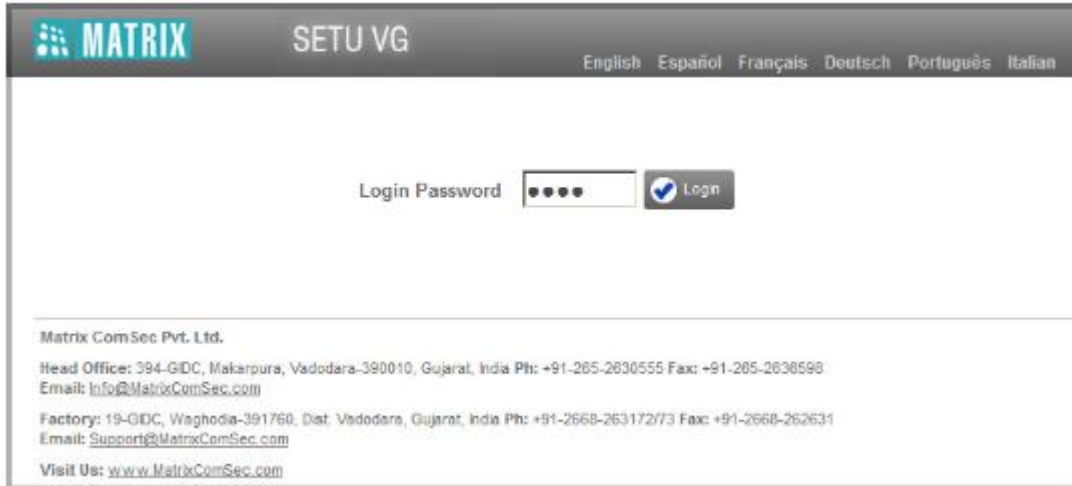 MATRIX SETU VG
English Español Français Deutsch Português Italian
Login Password •••• Login
Matrix ComSec Pvt. Ltd.
Head Office: 394-GIDC, Makarpura, Vadodara-390010, Gujarat, India Ph: +91-265-2630555 Fax: +91-265-2636598
Email: Info@MatrixComSec.com
Factory: 19-GIDC, Waghodia-391760, Dist. Vadodara, Gujarat, India Ph: +91-2668-263172/73 Fax: +91-2668-262631
Email: Support@MatrixComSec.com
Visit Us: www.MatrixComSec.com